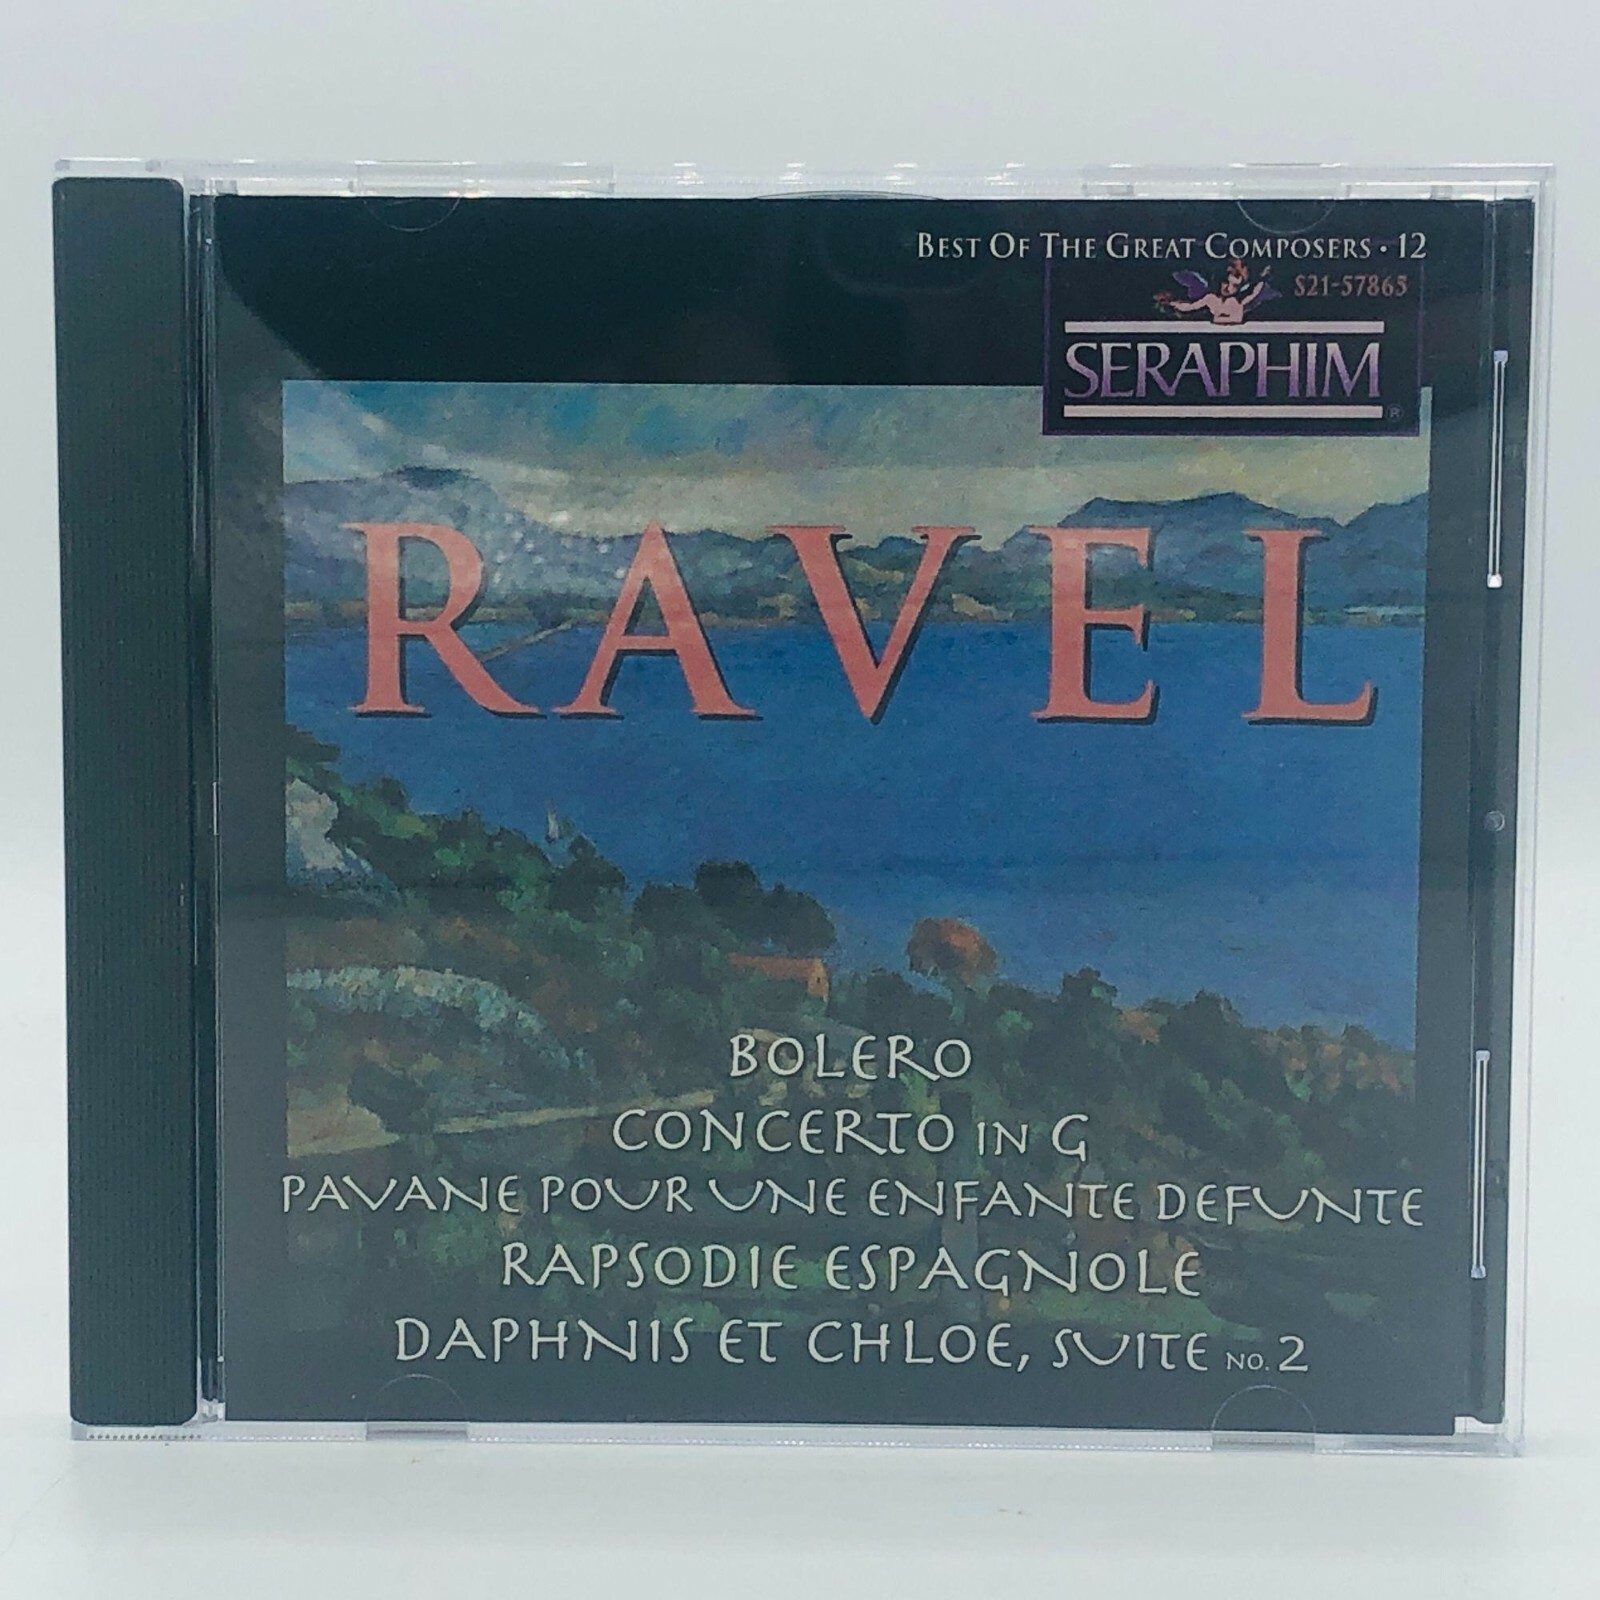 BEST OF THE GREAT COMPOSERS · 12
S21-57865
SERAPHIM
®
RAVEL
BOLERO
CONCERTO IN G
PAVANE POUR UNE ENFANTE DEFUNTE
RAPSODIE ESPAGNOLE
DAPHNIS ET CHLOE, SUITE NO. 2